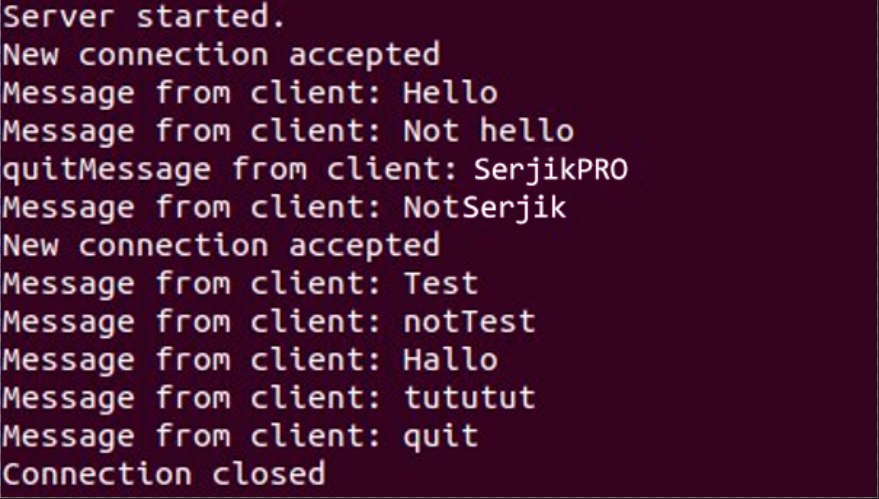 Server started.
New connection accepted
Message from client: Hello
Message from client: Not hello
quitMessage from client: SerjikPRO
Message from client: NotSerjik
New connection accepted
Message from client: Test
Message from client: notTest
Message from client: Hallo
Message from client: tututut
Message from client: quit
Connection closed